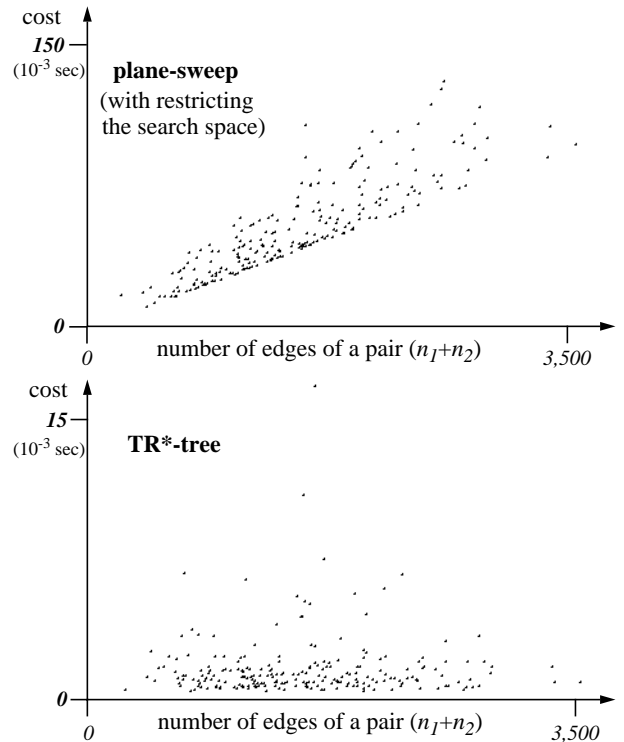 cost
150
(10⁻³ sec)
plane-sweep
(with restricting
the search space)
0
0
number of edges of a pair (n₁+n₂)
3,500
cost
15
(10⁻³ sec)
TR*-tree
0
0
number of edges of a pair (n₁+n₂)
3,500